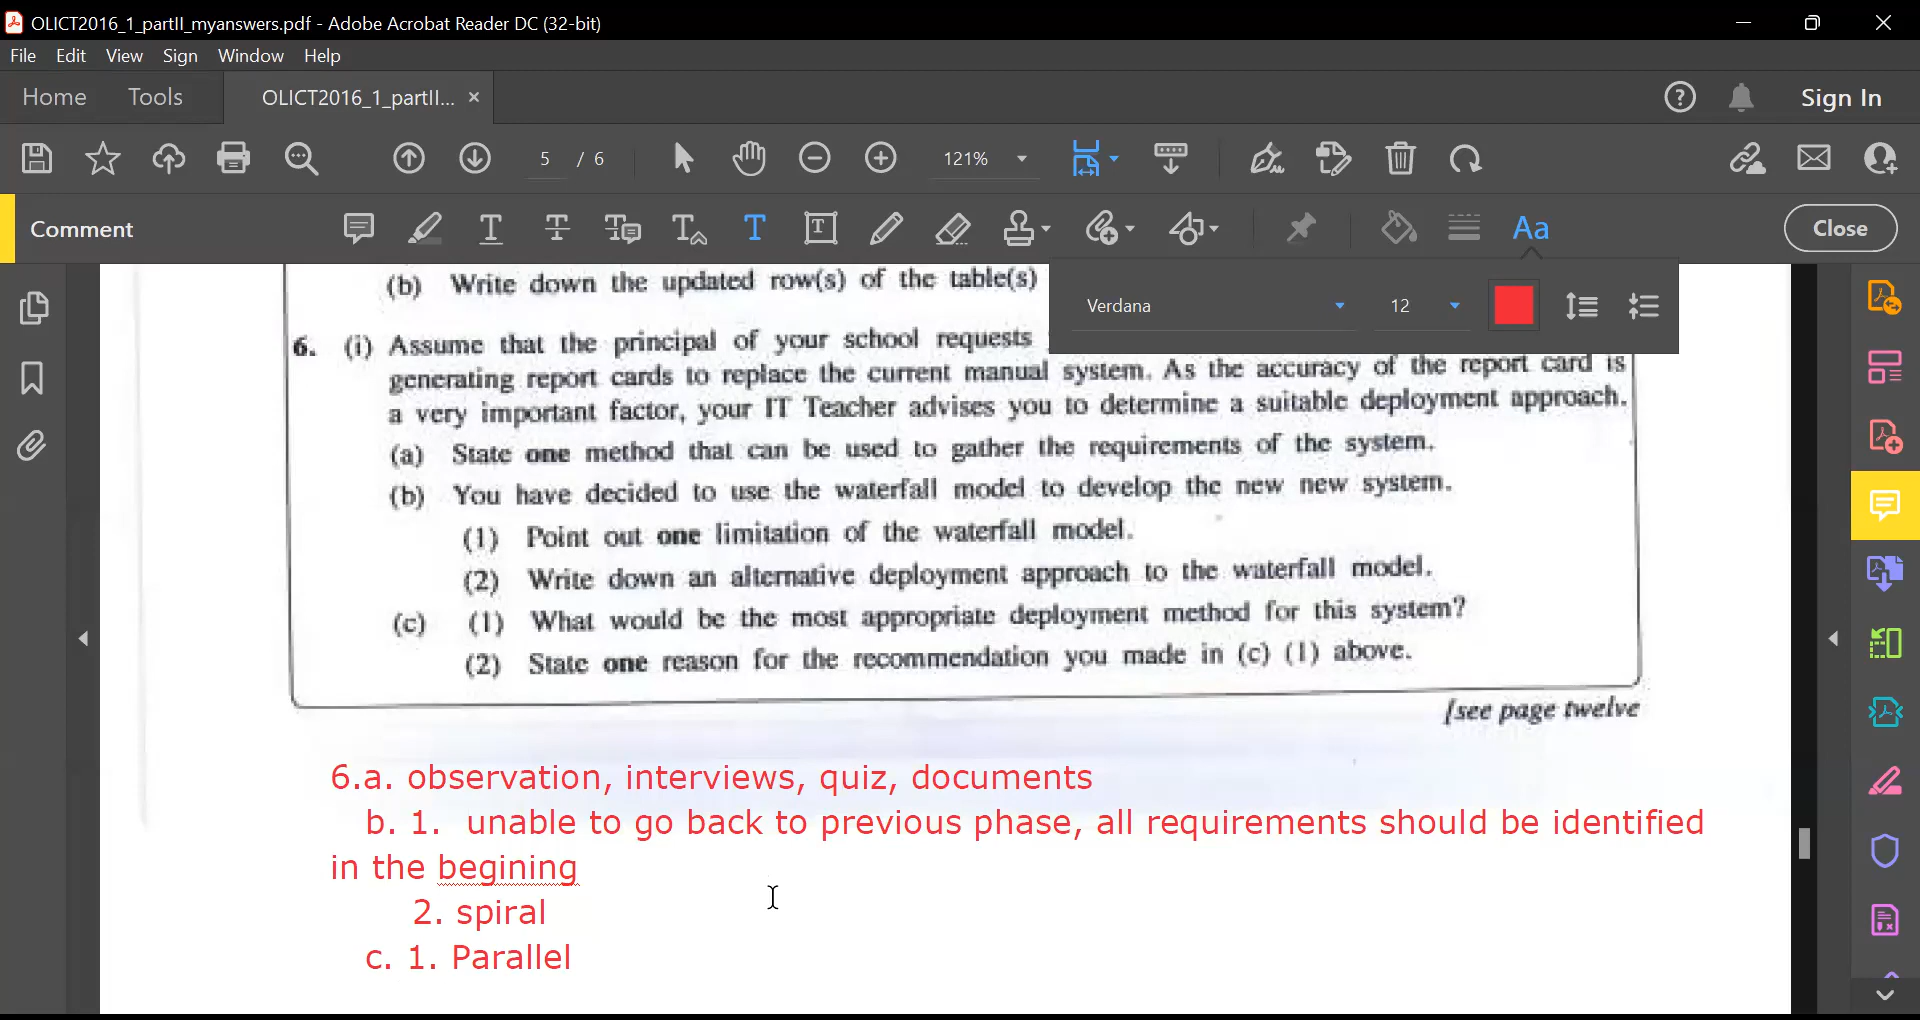 OLICT2016_1_partII_myanswers.pdf - Adobe Acrobat Reader DC (32-bit)
File Edit View Sign Window Help
Home Tools OLICT2016_1_partII... × Sign In
5 / 6 121%
Comment Aa Close
Verdana 12
(b) Write down the updated row(s) of the table(s)
6. (i) Assume that the principal of your school requests
generating report cards to replace the current manual system. As the accuracy of the report card is
a very important factor, your IT Teacher advises you to determine a suitable deployment approach.
(a) State one method that can be used to gather the requirements of the system.
(b) You have decided to use the waterfall model to develop the new new system.
(1) Point out one limitation of the waterfall model.
(2) Write down an alternative deployment approach to the waterfall model.
(c) (1) What would be the most appropriate deployment method for this system?
(2) State one reason for the recommendation you made in (c) (1) above.
[see page twelve
6.a. observation, interviews, quiz, documents
b. 1. unable to go back to previous phase, all requirements should be identified
in the begining
2. spiral
c. 1. Parallel